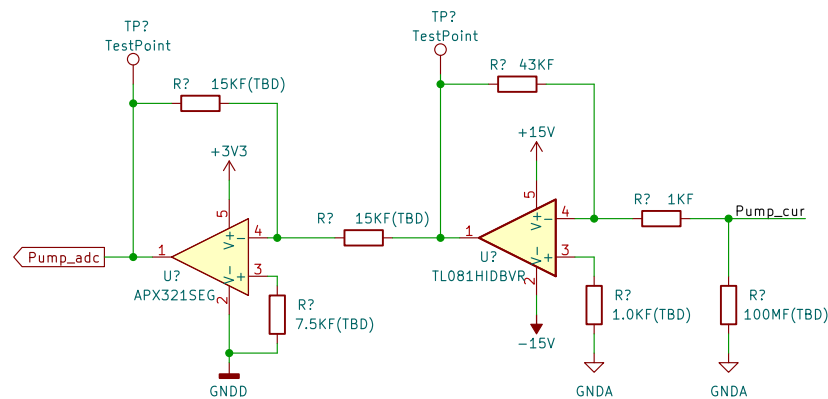 TP?
TestPoint
TP?
TestPoint
R? 15KF(TBD)
R? 43KF
+3V3
+15V
5
V+
4
-
1
3
+
V-
2
U?
APX321SEG
Pump_adc
R? 15KF(TBD)
5
V+
4
-
1
3
+
V-
2
U?
TL081HIDBVR
R? 1KF
Pump_cur
R?
7.5KF(TBD)
R?
1.0KF(TBD)
R?
100MF(TBD)
-15V
GNDD
GNDA
GNDA